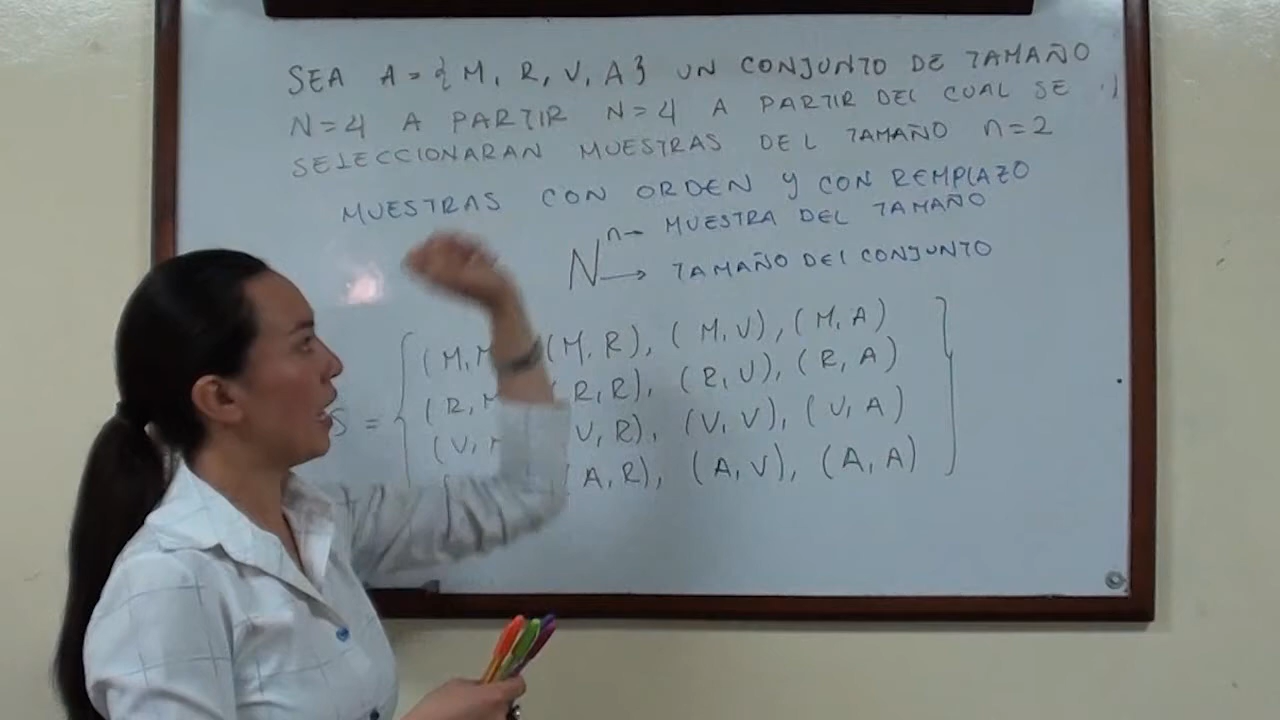 SEA A = { M, R, V, A } UN CONJUNTO DE TAMAÑO
N=4 A PARTIR N=4 A PARTIR DEL CUAL SE
SELECCIONARAN MUESTRAS DEL TAMAÑO n=2
MUESTRAS CON ORDEN Y CON REMPLAZO
n→ MUESTRA DEL TAMAÑO
N→ TAMAÑO DEL CONJUNTO
(M, M (M, R), (M, V), (M, A)
(R, M R, R), (R, V), (R, A)
S = {
(V, V, R), (V, V), (V, A)
(A, R), (A, V), (A, A) }